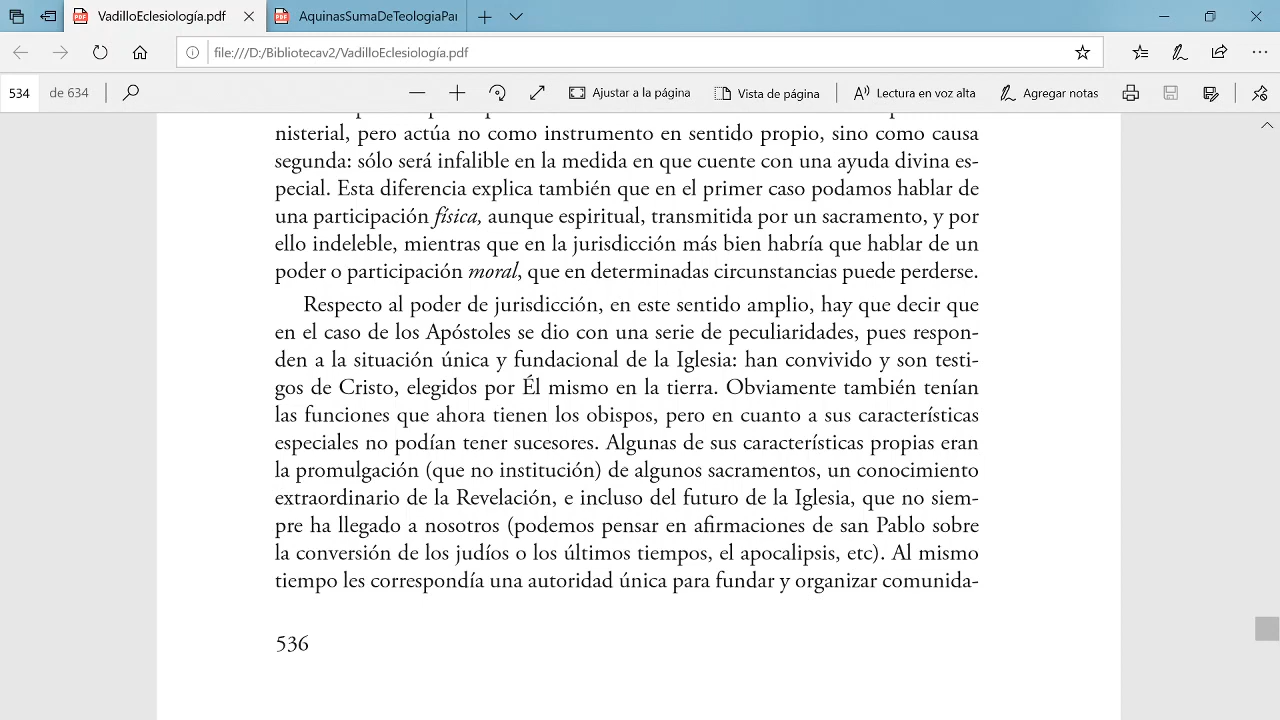 VadilloEclesiología.pdf
AquinasSumaDeTeologiaPar
file:///D:/Bibliotecav2/VadilloEclesiología.pdf
534 de 634
Ajustar a la página
Vista de página
Lectura en voz alta
Agregar notas
nisterial, pero actúa no como instrumento en sentido propio, sino como causa
segunda: sólo será infalible en la medida en que cuente con una ayuda divina es-
pecial. Esta diferencia explica también que en el primer caso podamos hablar de
una participación física, aunque espiritual, transmitida por un sacramento, y por
ello indeleble, mientras que en la jurisdicción más bien habría que hablar de un
poder o participación moral, que en determinadas circunstancias puede perderse.
Respecto al poder de jurisdicción, en este sentido amplio, hay que decir que
en el caso de los Apóstoles se dio con una serie de peculiaridades, pues respon-
den a la situación única y fundacional de la Iglesia: han convivido y son testi-
gos de Cristo, elegidos por Él mismo en la tierra. Obviamente también tenían
las funciones que ahora tienen los obispos, pero en cuanto a sus características
especiales no podían tener sucesores. Algunas de sus características propias eran
la promulgación (que no institución) de algunos sacramentos, un conocimiento
extraordinario de la Revelación, e incluso del futuro de la Iglesia, que no siem-
pre ha llegado a nosotros (podemos pensar en afirmaciones de san Pablo sobre
la conversión de los judíos o los últimos tiempos, el apocalipsis, etc). Al mismo
tiempo les correspondía una autoridad única para fundar y organizar comunida-
536